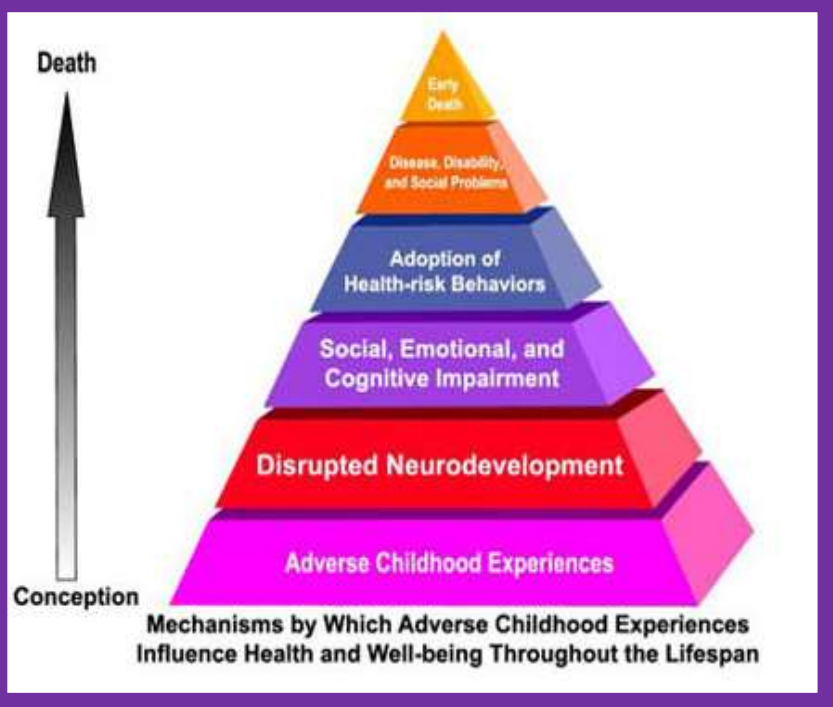 Death
Early
Death
Disease, Disability,
and Social Problems
Adoption of
Health-risk Behaviors
Social, Emotional, and
Cognitive Impairment
Disrupted Neurodevelopment
Adverse Childhood Experiences
Conception
Mechanisms by Which Adverse Childhood Experiences
Influence Health and Well-being Throughout the Lifespan